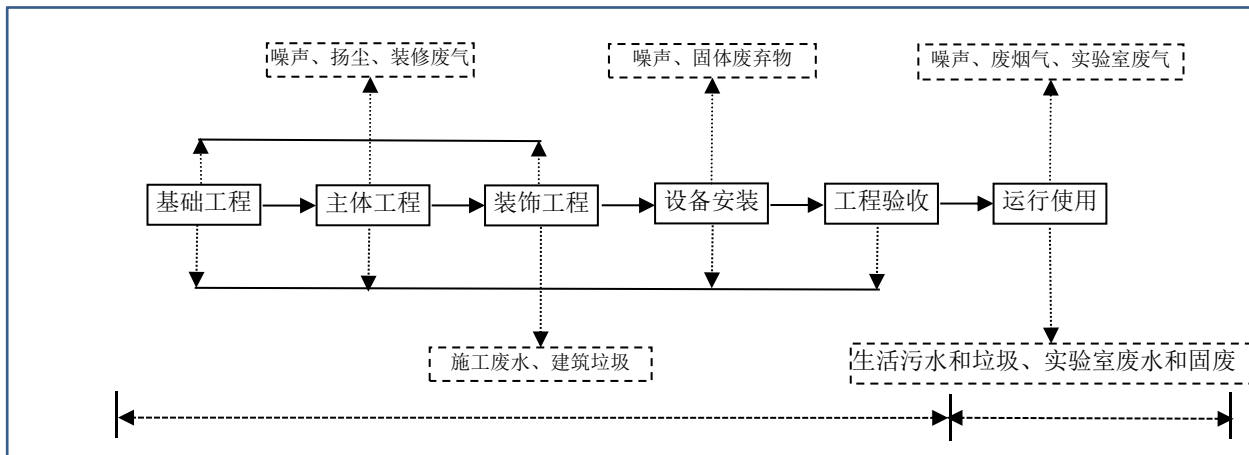 噪声、扬尘、装修废气
噪声、固体废弃物
噪声、废烟气、实验室废气
基础工程
主体工程
装饰工程
设备安装
工程验收
运行使用
施工废水、建筑垃圾
生活污水和垃圾、实验室废水和固废